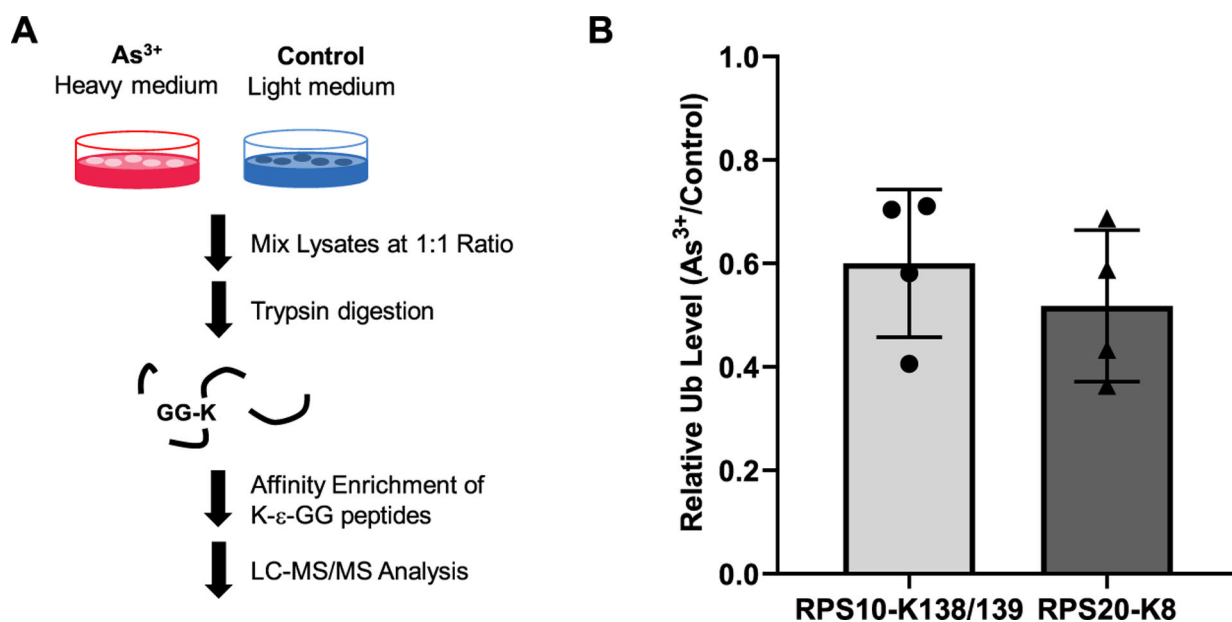 A
As³⁺
Heavy medium
Control
Light medium
Mix Lysates at 1:1 Ratio
Trypsin digestion
GG-K
Affinity Enrichment of
K-ε-GG peptides
LC-MS/MS Analysis
B
Relative Ub Level (As³⁺/Control)
1.0
0.8
0.6
0.4
0.2
0.0
RPS10-K138/139 RPS20-K8